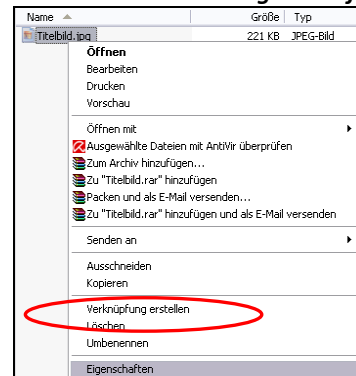 Name Größe Typ
Titelbild.jpg 221 KB JPEG-Bild
Öffnen
Bearbeiten
Drucken
Vorschau
Öffnen mit
Ausgewählte Dateien mit AntiVir überprüfen
Zum Archiv hinzufügen...
Zu "Titelbild.rar" hinzufügen
Packen und als E-Mail versenden...
Zu "Titelbild.rar" hinzufügen und als E-Mail versenden
Senden an
Ausschneiden
Kopieren
Verknüpfung erstellen
Löschen
Umbenennen
Eigenschaften